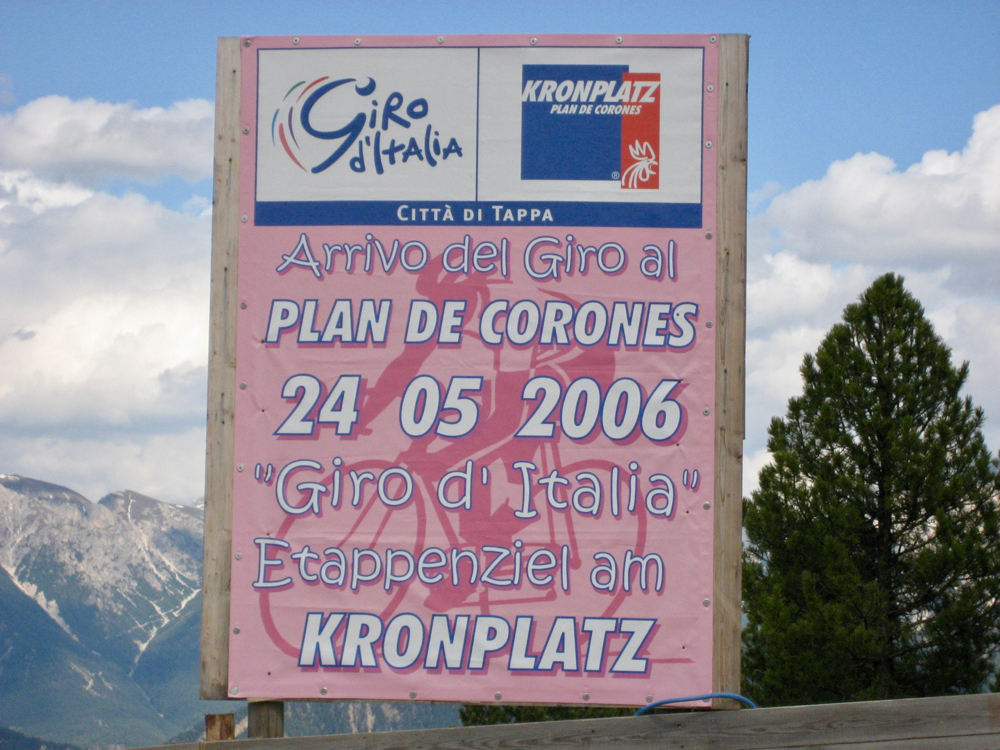 GiRO
d'Italia
KRONPLATZ
PLAN DE CORONES
®
CITTÀ DI TAPPA
Arrivo del Giro al
PLAN DE CORONES
24 05 2006
"Giro d' Italia"
Etappenziel am
KRONPLATZ